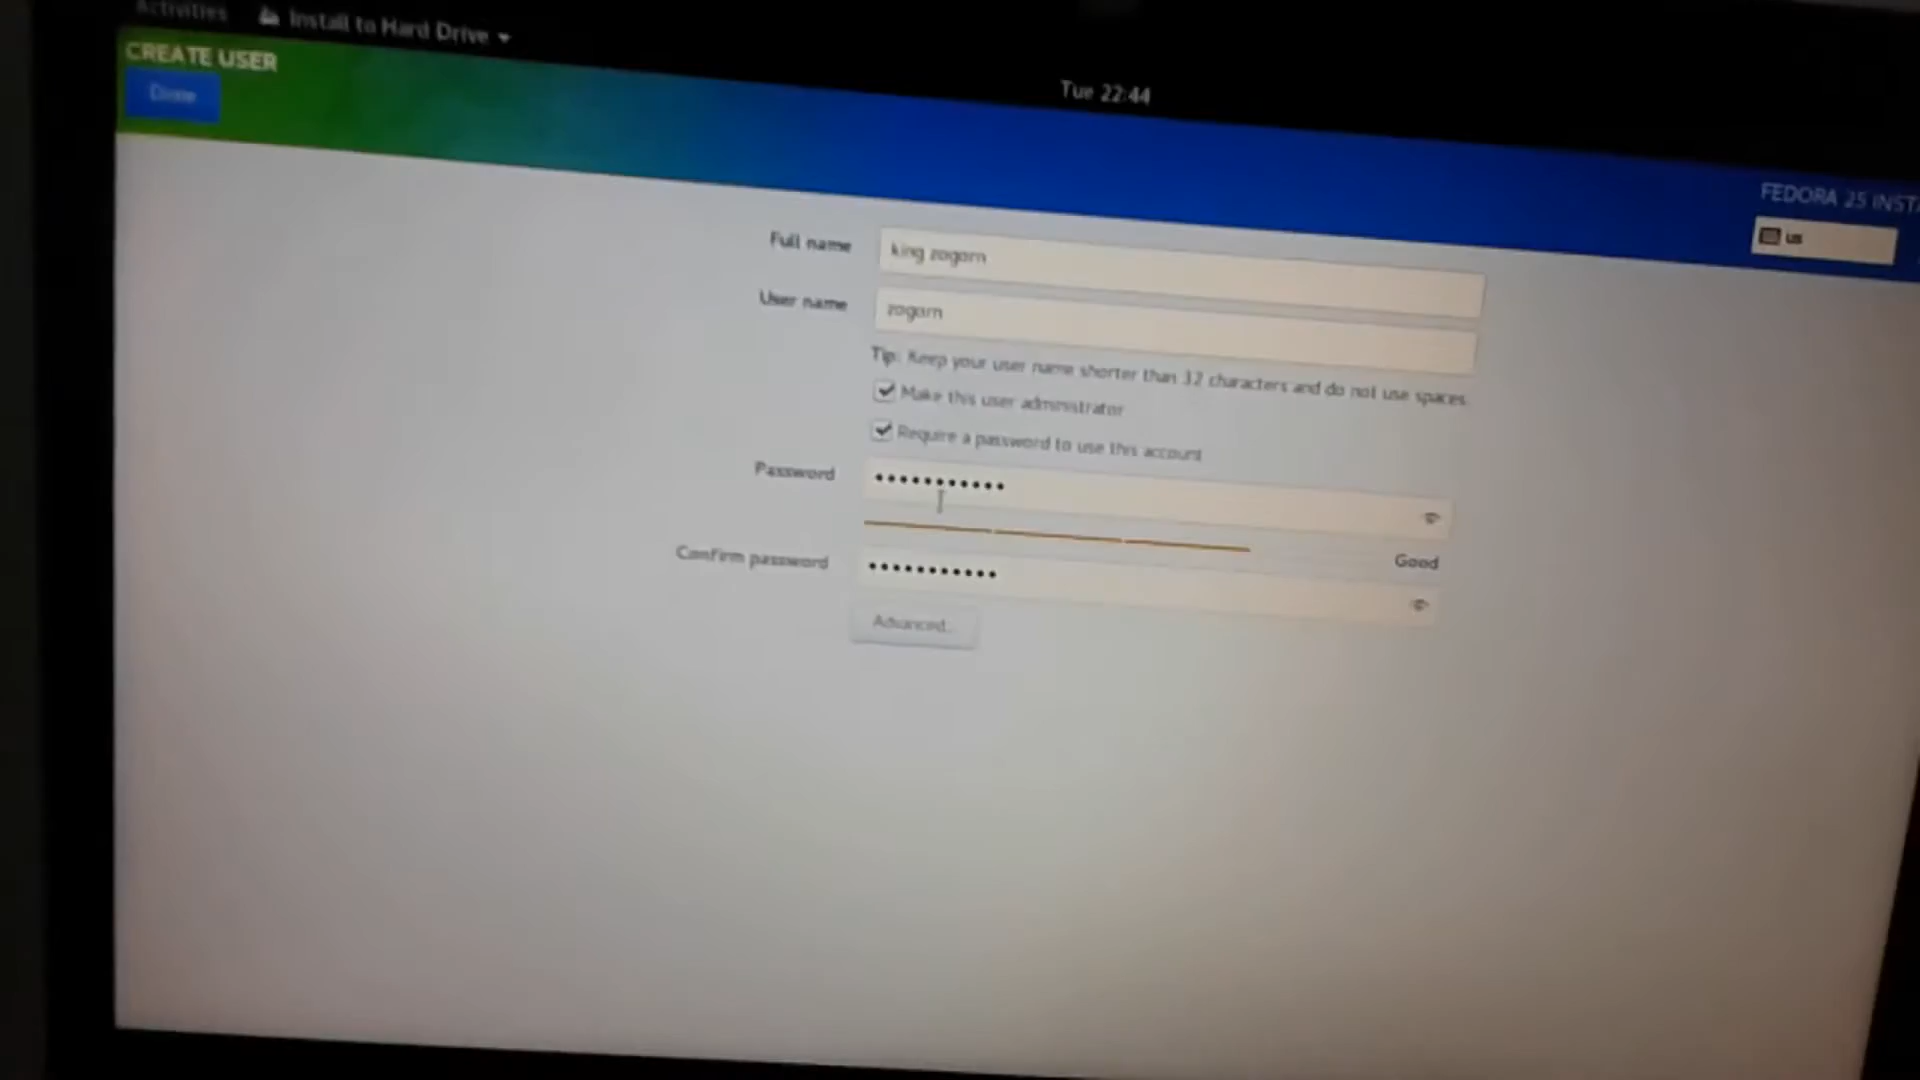 Activities Install to Hard Drive
CREATE USER
Done
Tue 22:44
FEDORA 25 INSTA
us
Full name king zogorn
User name zogorn
Tip: Keep your user name shorter than 32 characters and do not use spaces.
Make this user administrator
Require a password to use this account
Password •••••••••••
Good
Confirm password •••••••••••
Advanced...